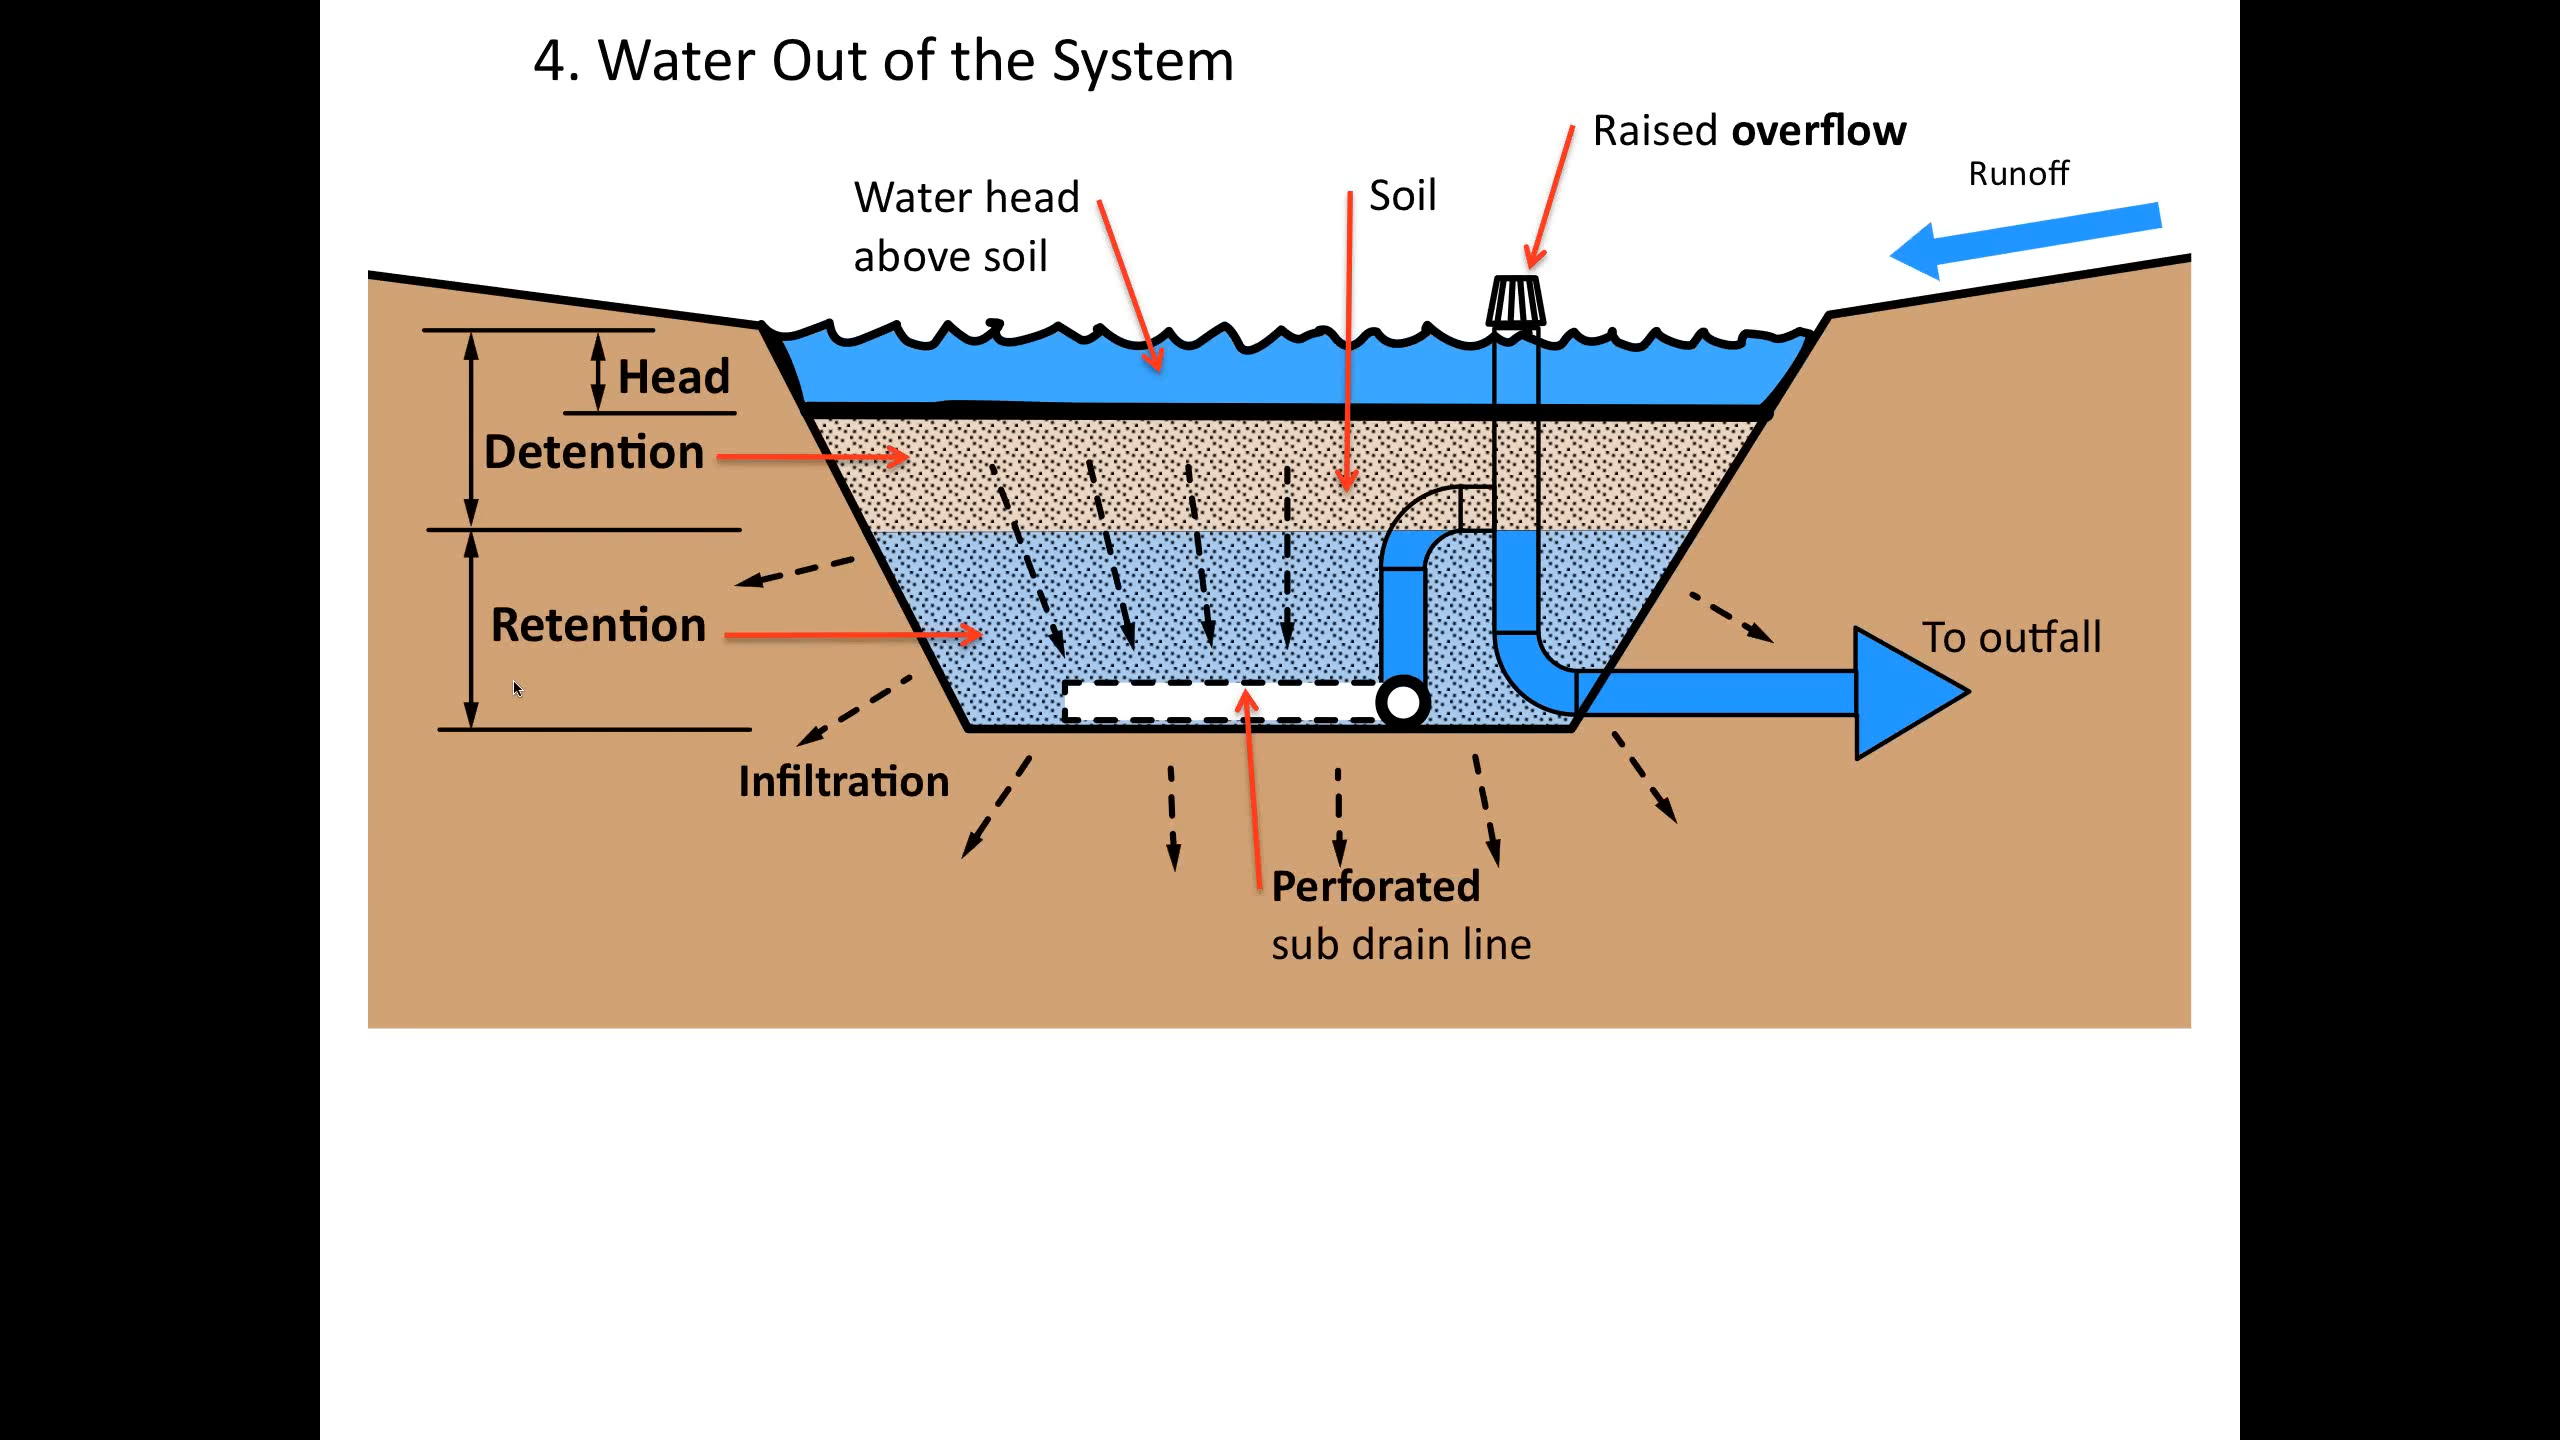 4. Water Out of the System
Raised overflow
Runoff
Water head
above soil
Soil
Head
Detention
Retention
To outfall
Infiltration
Perforated
sub drain line